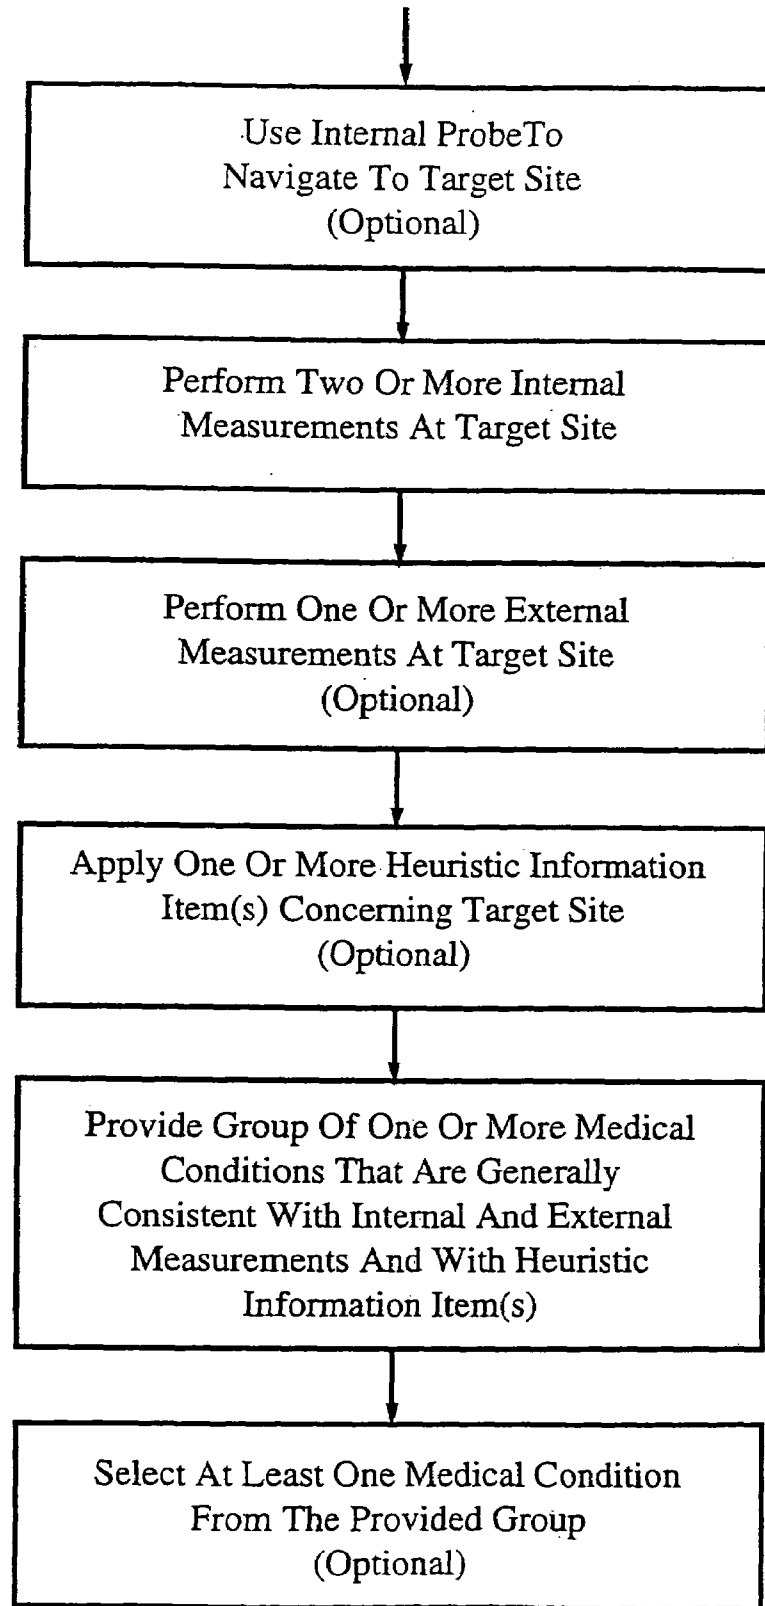 Use Internal ProbeTo
Navigate To Target Site
(Optional)
Perform Two Or More Internal
Measurements At Target Site
Perform One Or More External
Measurements At Target Site
(Optional)
Apply One Or More Heuristic Information
Item(s) Concerning Target Site
(Optional)
Provide Group Of One Or More Medical
Conditions That Are Generally
Consistent With Internal And External
Measurements And With Heuristic
Information Item(s)
Select At Least One Medical Condition
From The Provided Group
(Optional)